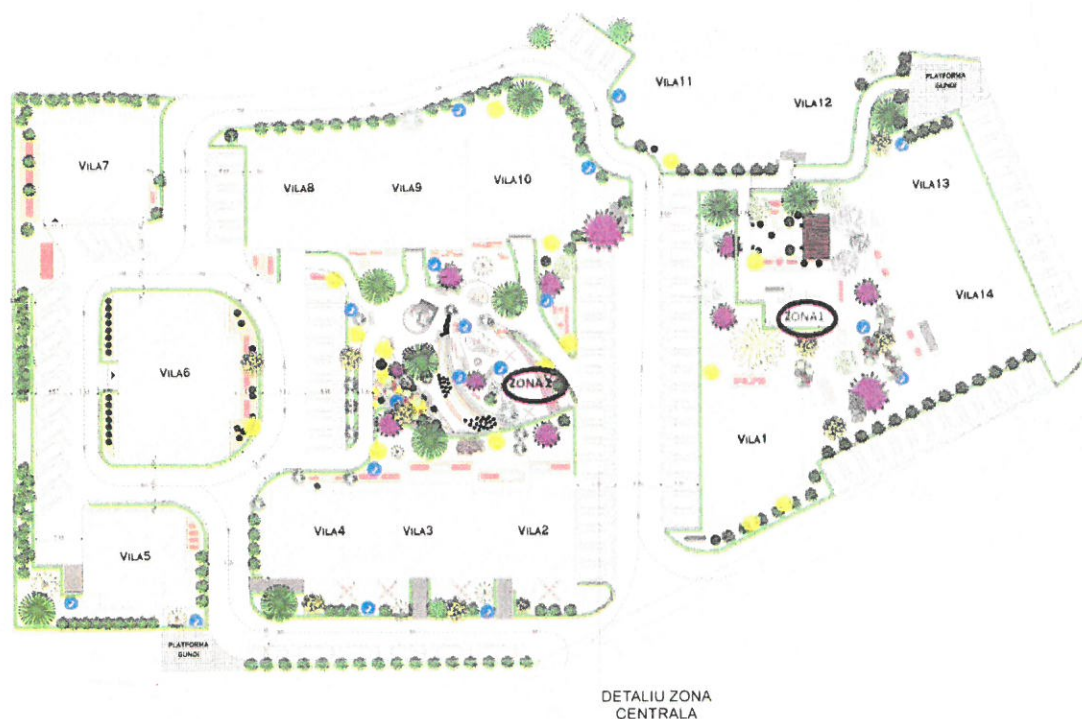 VILA11
VILA12
PLATFORMA
GUNOI
VILA7
VILA8
VILA9
VILA10
VILA13
VILA14
ZONA1
VILA6
ZONA2
VILA1
VILA4
VILA3
VILA2
VILA5
PLATFORMA
GUNOI
DETALIU ZONA
CENTRALA